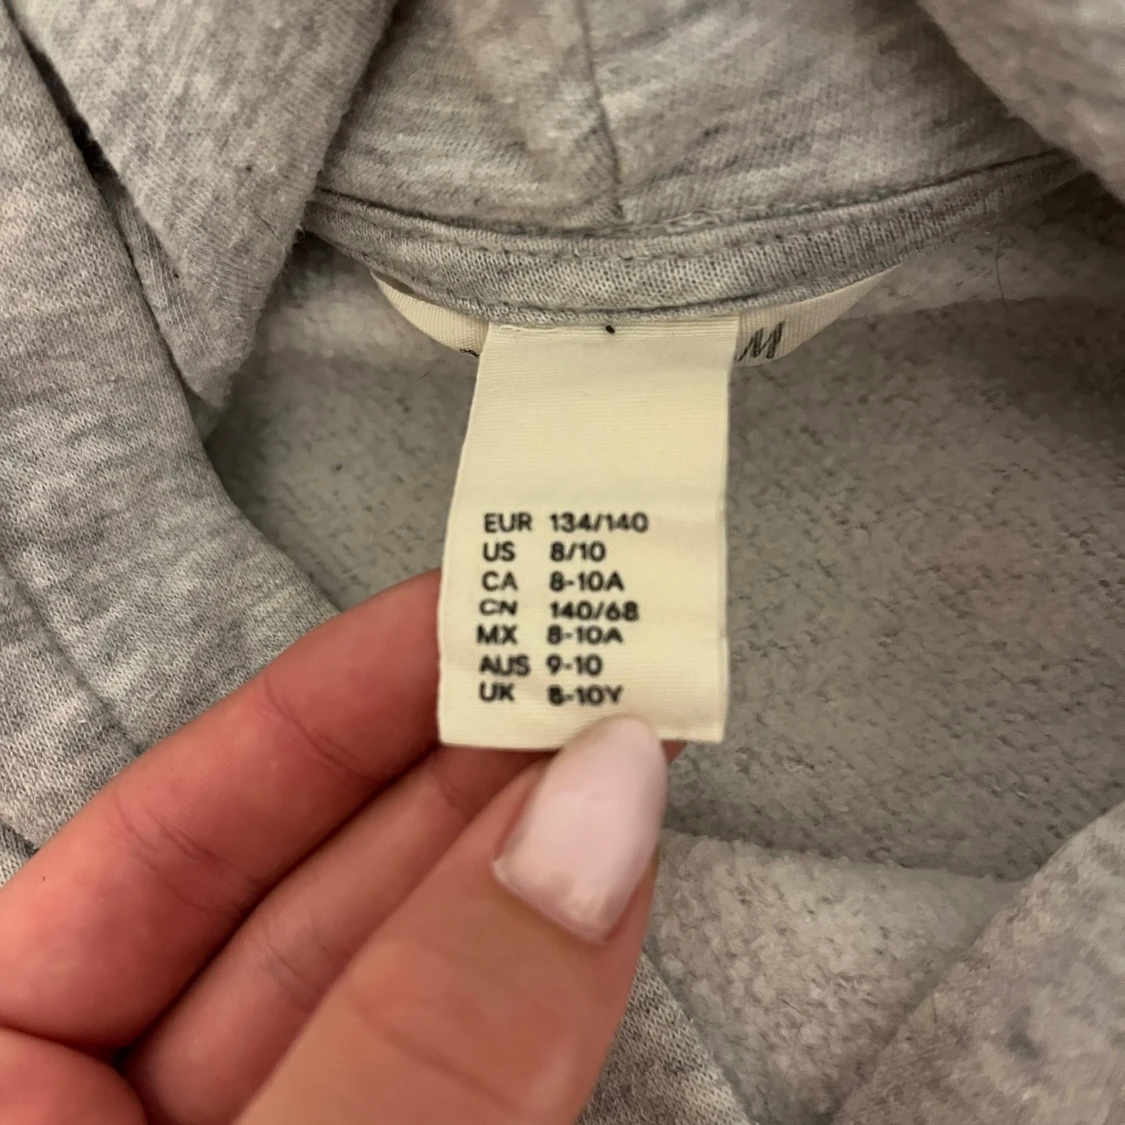 M
EUR 134/140
US 8/10
CA 8-10A
CN 140/68
MX 8-10A
AUS 9-10
UK 8-10Y